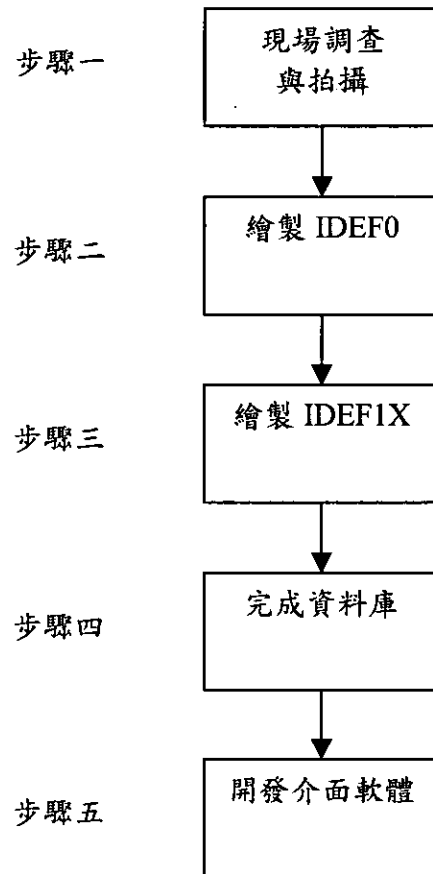 步驟一
現場調查
與拍攝
步驟二
繪製 IDEF0
步驟三
繪製 IDEF1X
步驟四
完成資料庫
步驟五
開發介面軟體